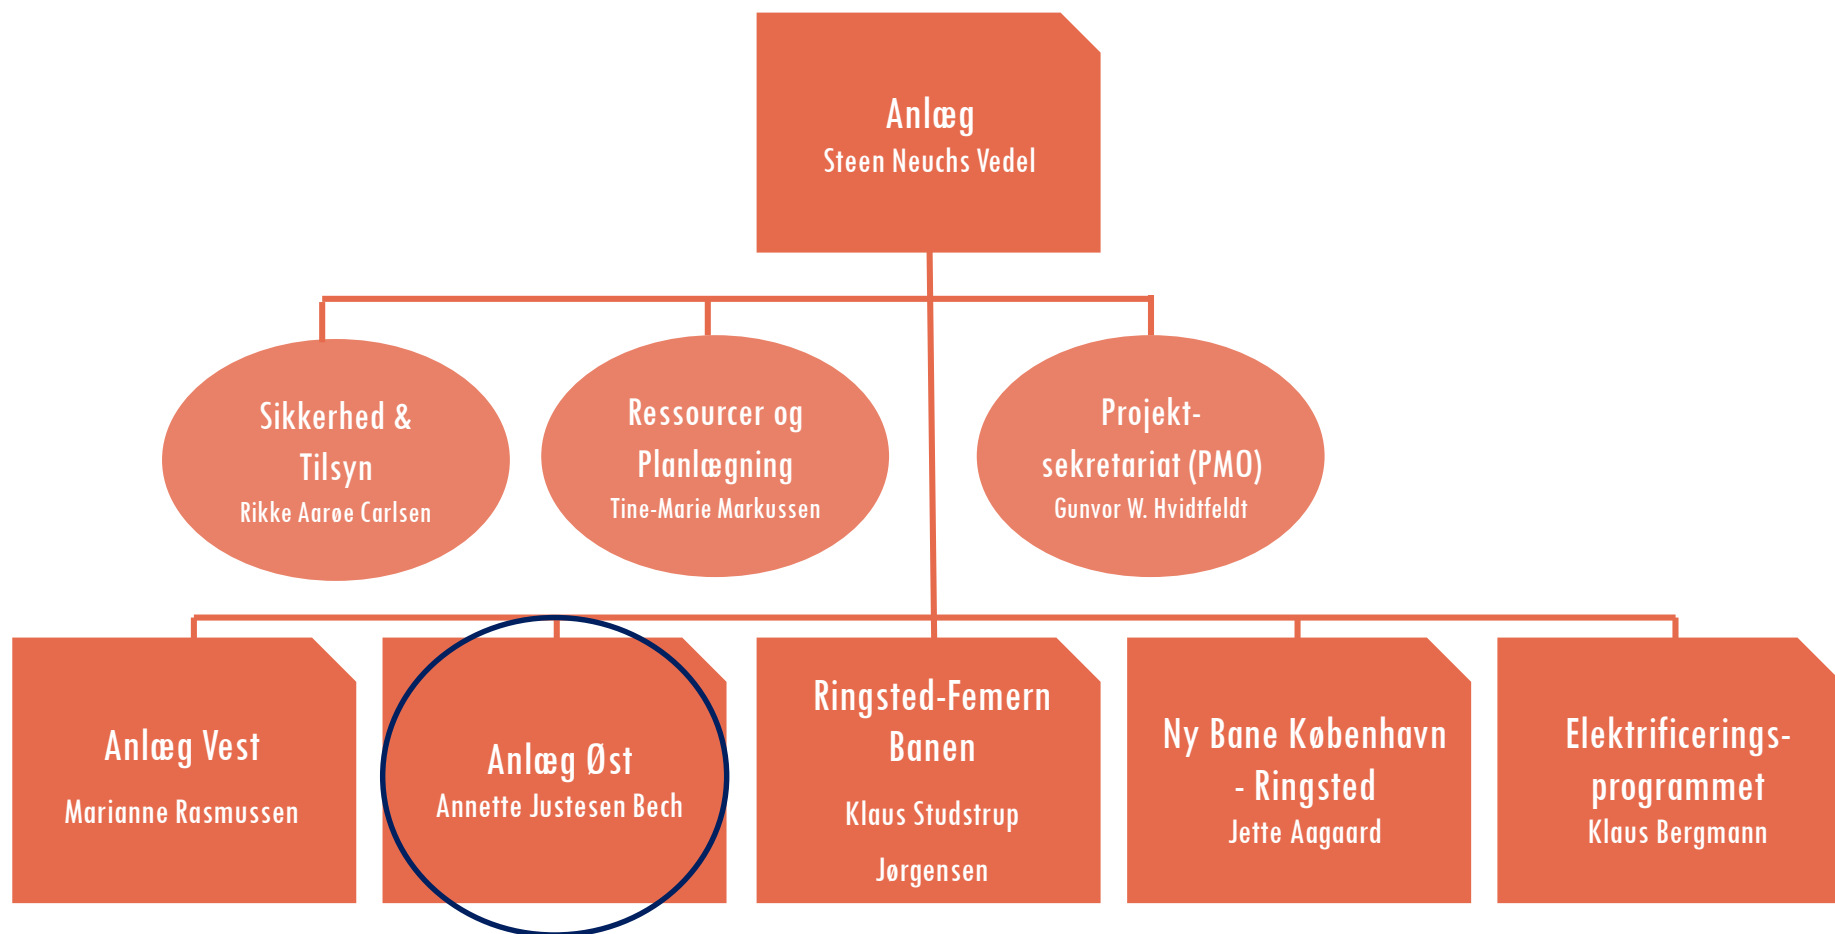 Anlæg
Steen Neuchs Vedel
Sikkerhed &
Tilsyn
Rikke Aarøe Carlsen
Ressourcer og
Planlægning
Tine-Marie Markussen
Projekt-
sekretariat (PMO)
Gunvor W. Hvidtfeldt
Anlæg Vest
Marianne Rasmussen
Anlæg Øst
Annette Justesen Bech
Ringsted-Femern
Banen
Klaus Studstrup
Jørgensen
Ny Bane København
- Ringsted
Jette Aagaard
Elektrificerings-
programmet
Klaus Bergmann